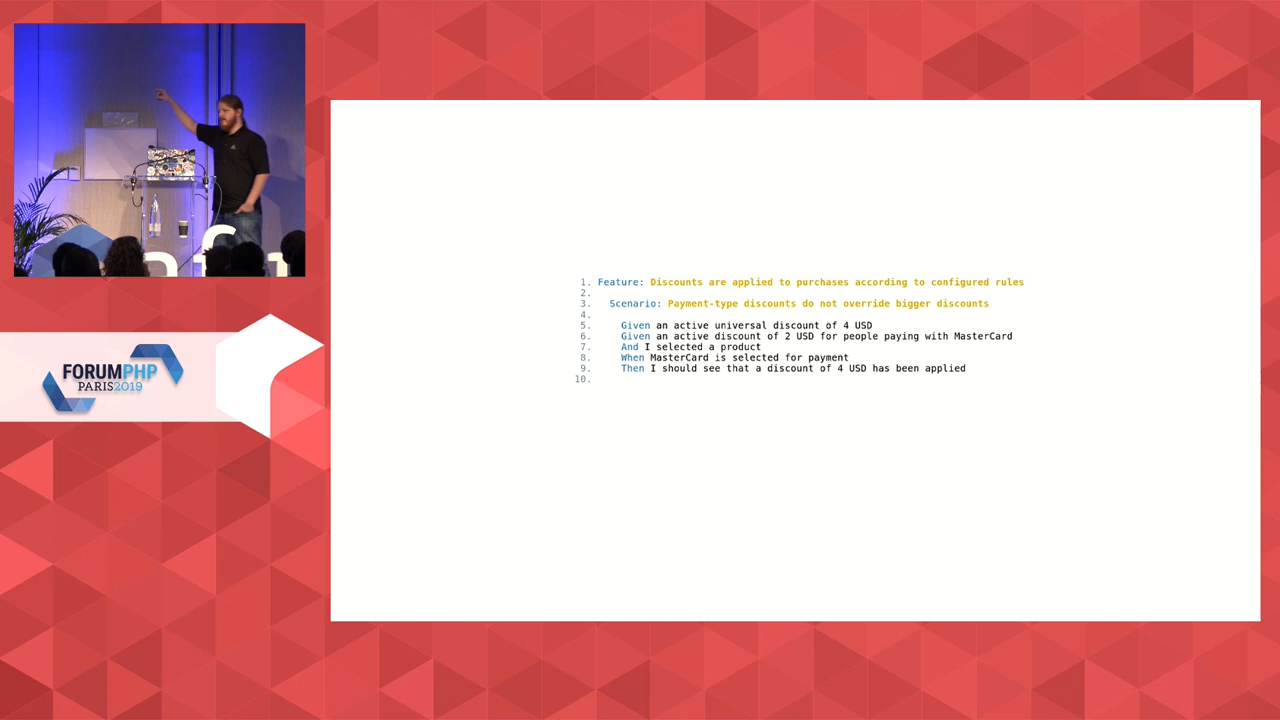 FORUMPHP
PARIS2019
1. Feature: Discounts are applied to purchases according to configured rules
2.
3. Scenario: Payment-type discounts do not override bigger discounts
4.
5. Given an active universal discount of 4 USD
6. Given an active discount of 2 USD for people paying with MasterCard
7. And I selected a product
8. When MasterCard is selected for payment
9. Then I should see that a discount of 4 USD has been applied
10.